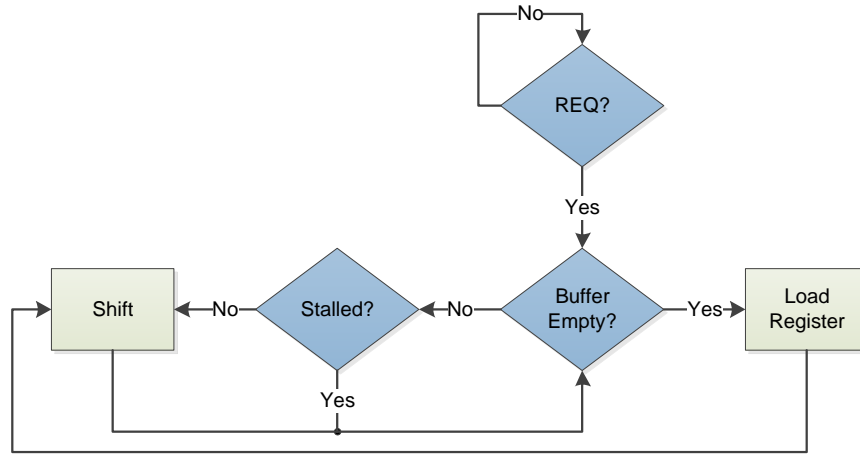 No
REQ?
Yes
Shift
No
Stalled?
No
Buffer
Empty?
Yes
Load
Register
Yes